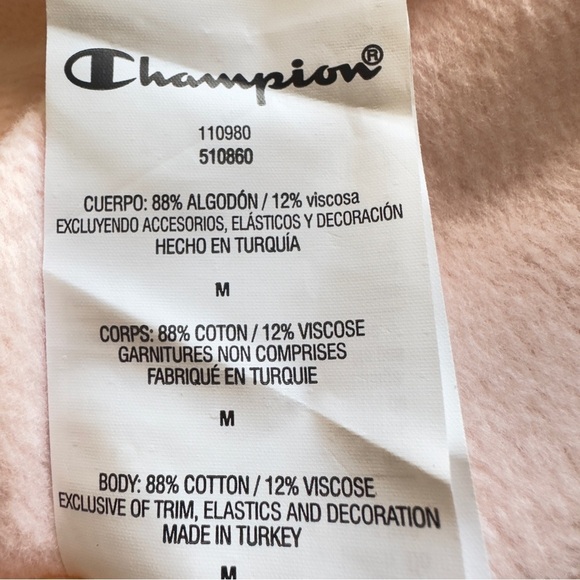 Champion®
110980
510860
CUERPO: 88% ALGODÓN / 12% viscosa
EXCLUYENDO ACCESORIOS, ELÁSTICOS Y DECORACIÓN
HECHO EN TURQUÍA
M
CORPS: 88% COTON / 12% VISCOSE
GARNITURES NON COMPRISES
FABRIQUÉ EN TURQUIE
M
BODY: 88% COTTON / 12% VISCOSE
EXCLUSIVE OF TRIM, ELASTICS AND DECORATION
MADE IN TURKEY
M